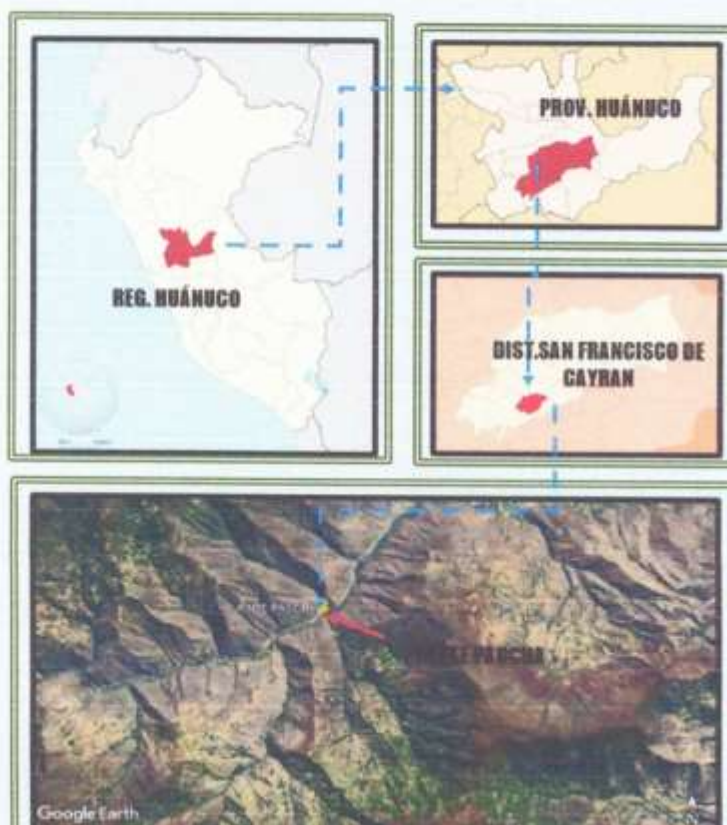 PROV. HUÁNUCO
REG. HUÁNUCO
DIST.SAN FRANCISCO DE
CAYRAN
Google Earth
N